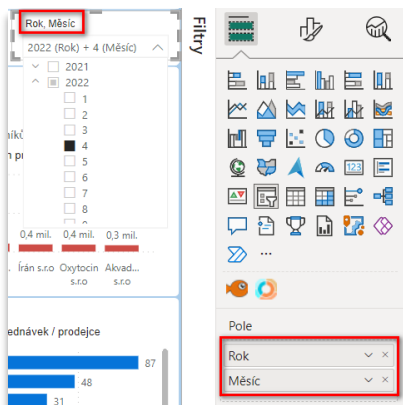 Rok, Měsíc
2022 (Rok) + 4 (Měsíc)
2021
2022
1
2
3
4
5
6
7
8
0,4 mil. 0,4 mil. 0,3 mil.
Írán s.r.o Oxytocin s.r.o Akvad... s.r.o
ednávek / prodejce
87
48
31
Filtry
123
Pole
Rok
Měsíc